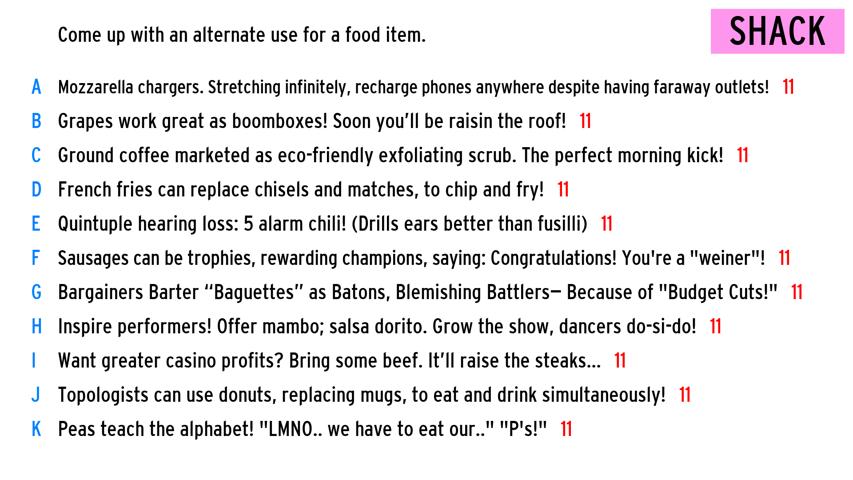 Come up with an alternate use for a food item.
SHACK
A Mozzarella chargers. Stretching infinitely, recharge phones anywhere despite having faraway outlets! 11
B Grapes work great as boomboxes! Soon you’ll be raisin the roof! 11
C Ground coffee marketed as eco-friendly exfoliating scrub. The perfect morning kick! 11
D French fries can replace chisels and matches, to chip and fry! 11
E Quintuple hearing loss: 5 alarm chili! (Drills ears better than fusilli) 11
F Sausages can be trophies, rewarding champions, saying: Congratulations! You're a "weiner"! 11
G Bargainers Barter “Baguettes” as Batons, Blemishing Battlers— Because of "Budget Cuts!" 11
H Inspire performers! Offer mambo; salsa dorito. Grow the show, dancers do-si-do! 11
I Want greater casino profits? Bring some beef. It’ll raise the steaks... 11
J Topologists can use donuts, replacing mugs, to eat and drink simultaneously! 11
K Peas teach the alphabet! "LMNO.. we have to eat our.." "P's!" 11